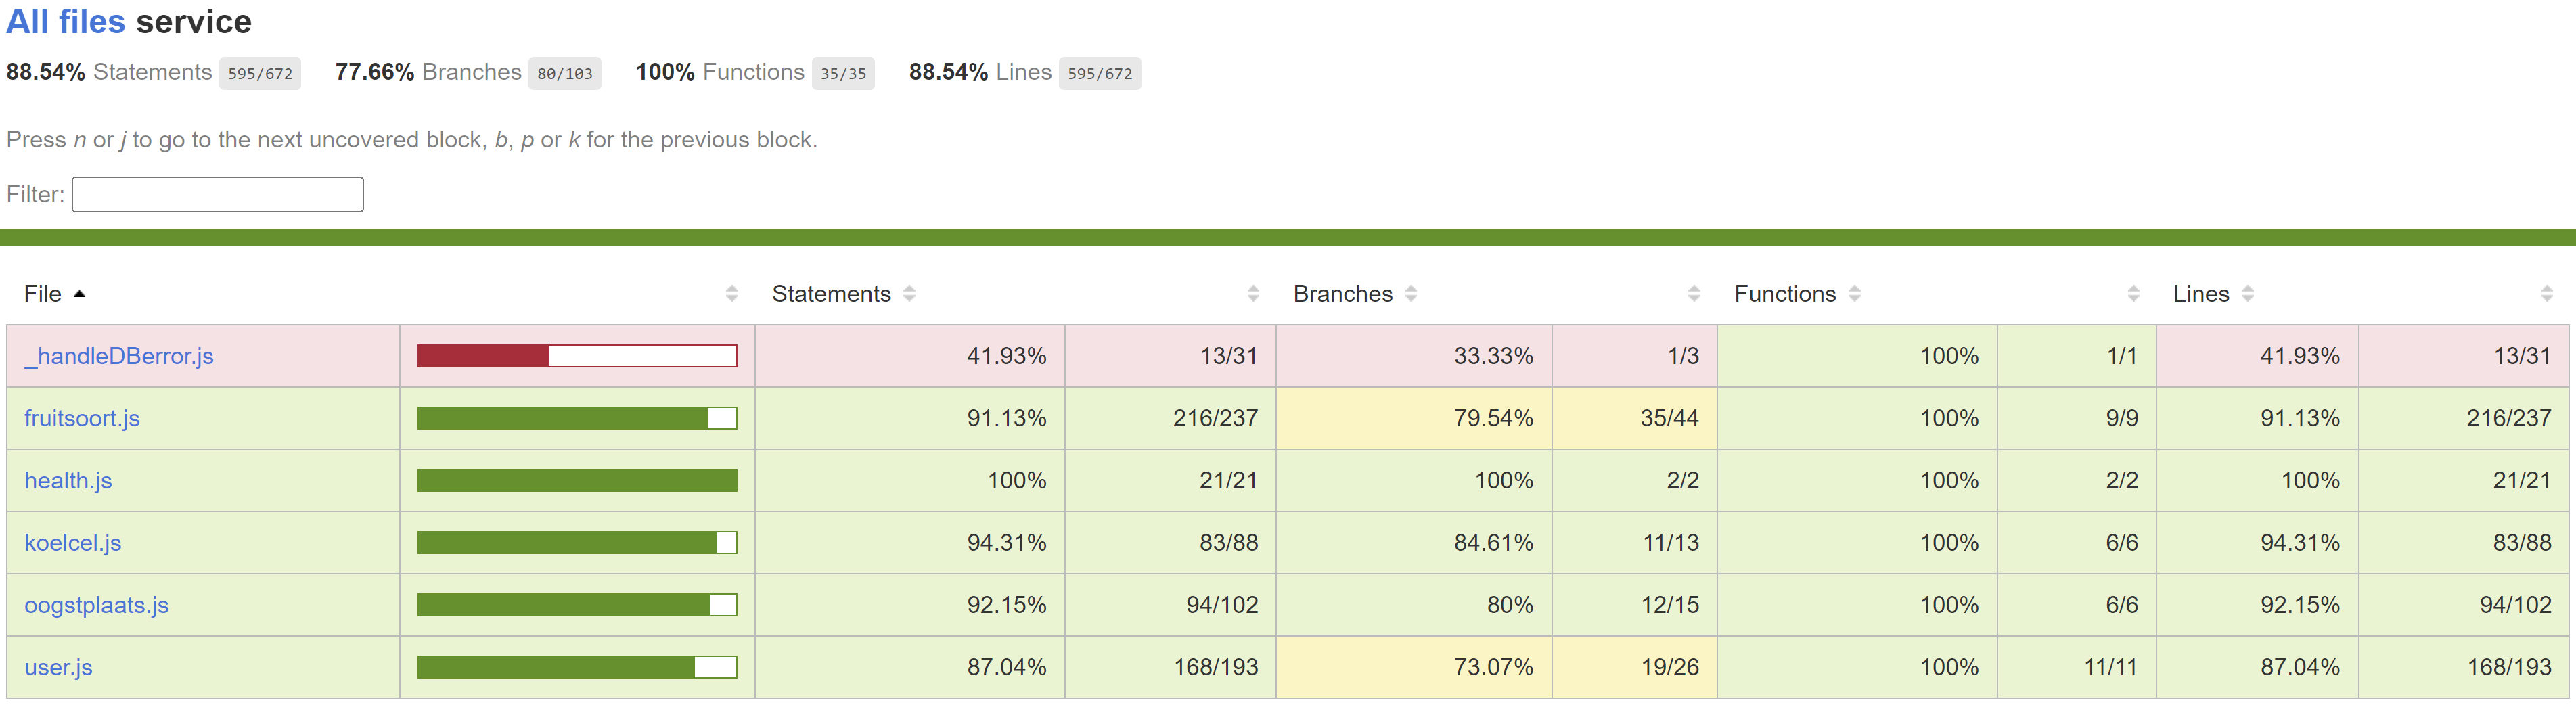 All files service
88.54% Statements 595/672 77.66% Branches 80/103 100% Functions 35/35 88.54% Lines 595/672
Press n or j to go to the next uncovered block, b, p or k for the previous block.
Filter:
File Statements Branches Functions Lines
_handleDBerror.js 41.93% 13/31 33.33% 1/3 100% 1/1 41.93% 13/31
fruitsoort.js 91.13% 216/237 79.54% 35/44 100% 9/9 91.13% 216/237
health.js 100% 21/21 100% 2/2 100% 2/2 100% 21/21
koelcel.js 94.31% 83/88 84.61% 11/13 100% 6/6 94.31% 83/88
oogstplaats.js 92.15% 94/102 80% 12/15 100% 6/6 92.15% 94/102
user.js 87.04% 168/193 73.07% 19/26 100% 11/11 87.04% 168/193